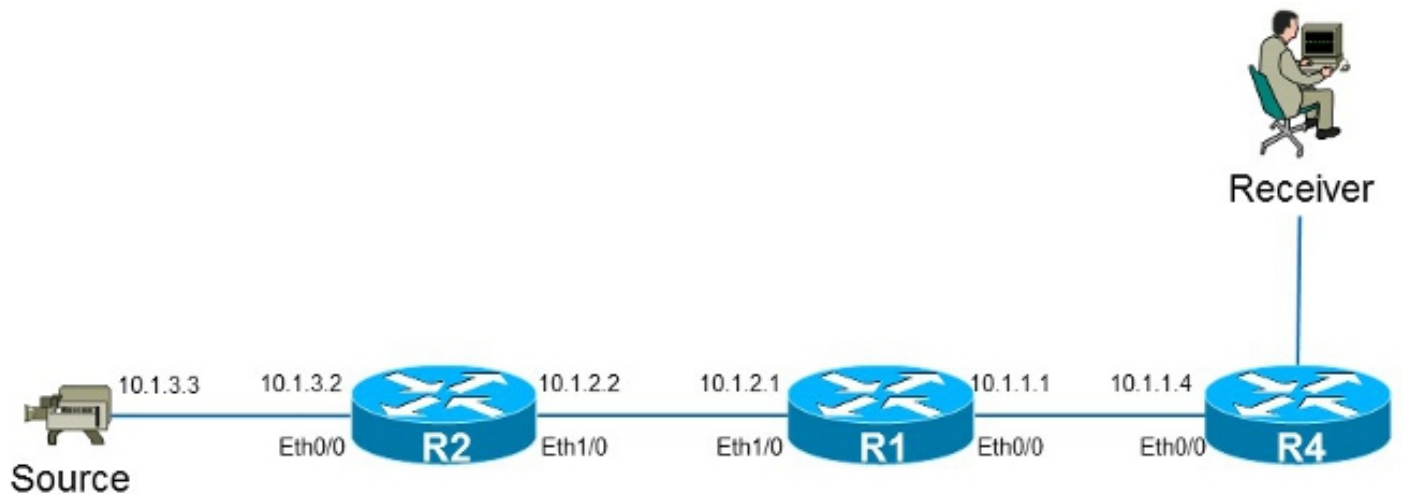 Receiver
10.1.3.3 10.1.3.2 10.1.2.2 10.1.2.1 10.1.1.1 10.1.1.4
Eth0/0 R2 Eth1/0 Eth1/0 R1 Eth0/0 Eth0/0 R4
Source